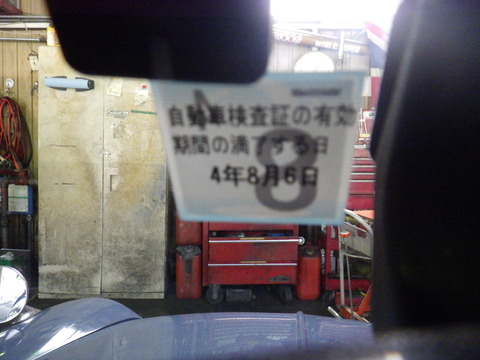 自動車検査証の有効
期間の満了する日
4年8月6日
8